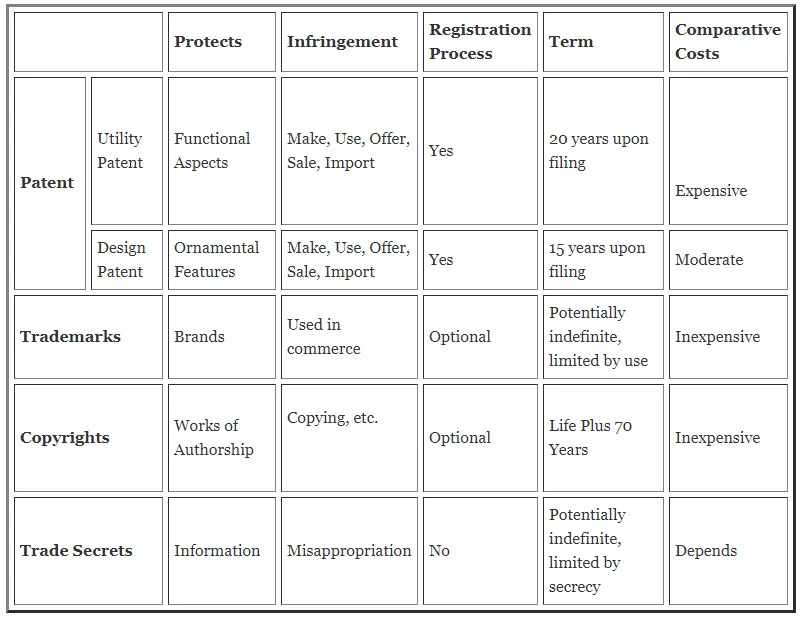 Protects
Infringement
Registration
Process
Term
Comparative
Costs
Patent
Utility
Patent
Functional
Aspects
Make, Use, Offer,
Sale, Import
Yes
20 years upon
filing
Expensive
Design
Patent
Ornamental
Features
Make, Use, Offer,
Sale, Import
Yes
15 years upon
filing
Moderate
Trademarks
Brands
Used in
commerce
Optional
Potentially
indefinite,
limited by use
Inexpensive
Copyrights
Works of
Authorship
Copying, etc.
Optional
Life Plus 70
Years
Inexpensive
Trade Secrets
Information
Misappropriation
No
Potentially
indefinite,
limited by
secrecy
Depends